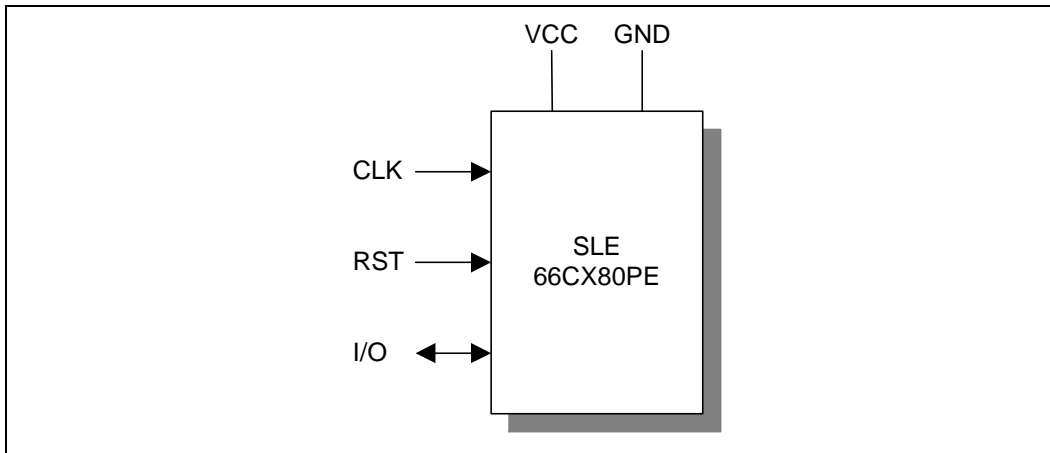 VCC GND
CLK
RST
SLE
66CX80PE
I/O